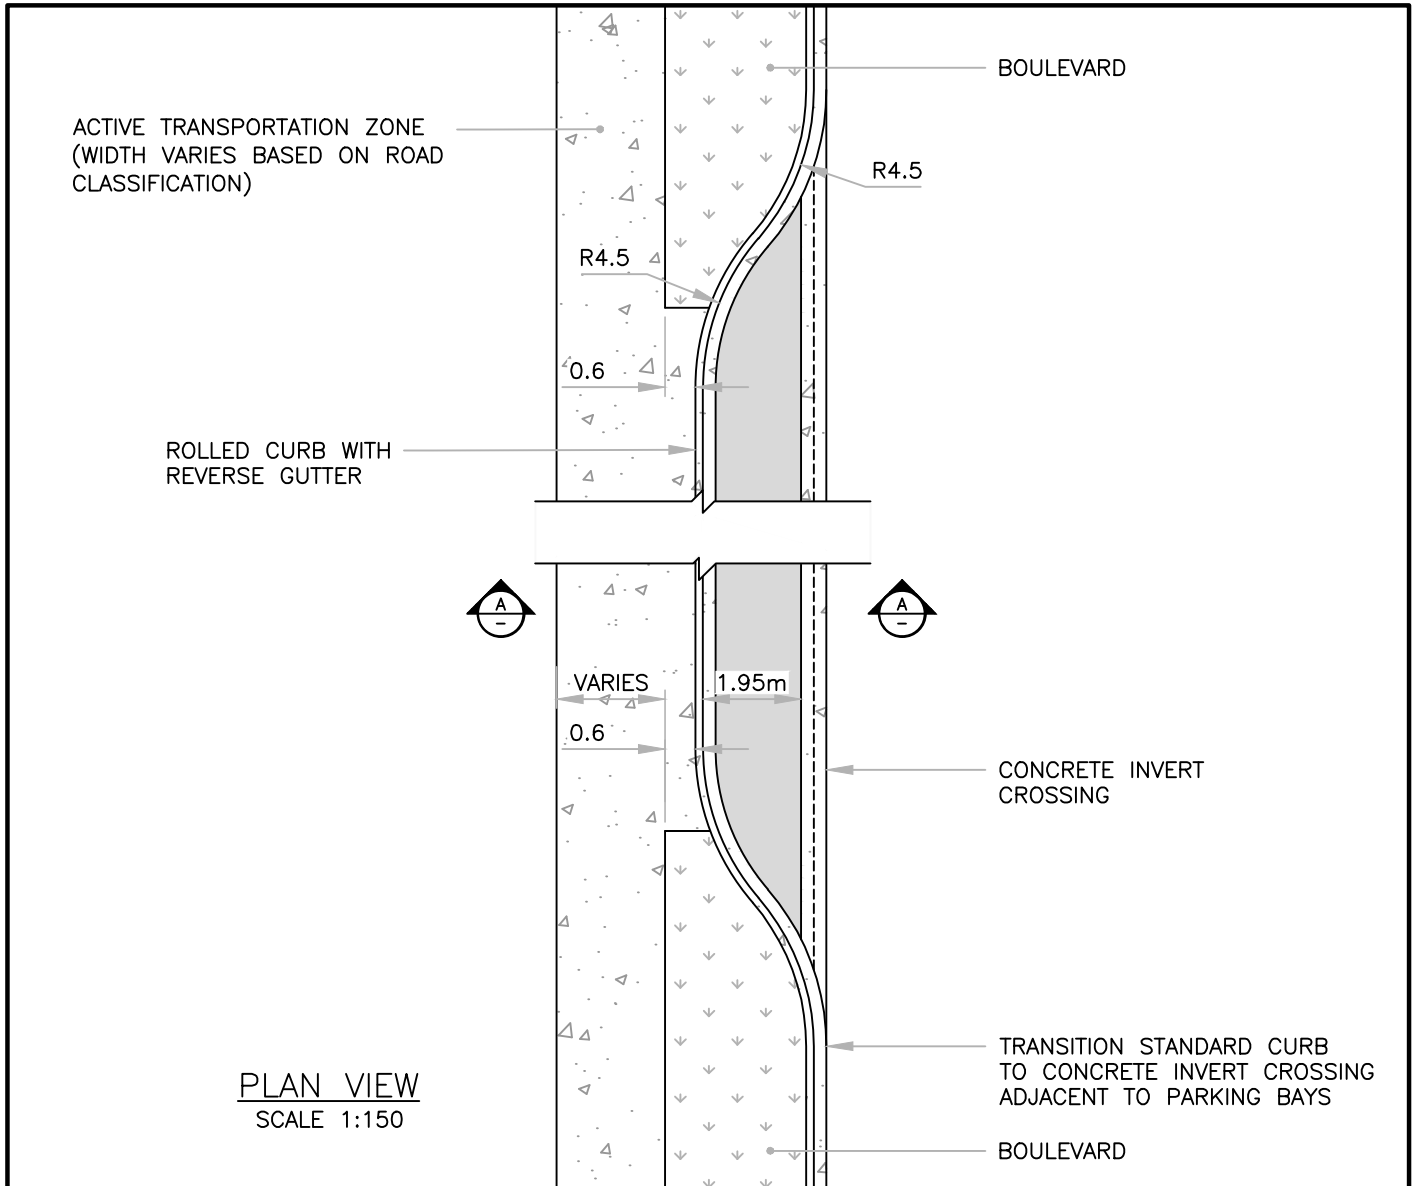 BOULEVARD
ACTIVE TRANSPORTATION ZONE
(WIDTH VARIES BASED ON ROAD
CLASSIFICATION)
R4.5
R4.5
0.6
ROLLED CURB WITH
REVERSE GUTTER
A
–
A
–
VARIES
1.95m
0.6
CONCRETE INVERT
CROSSING
TRANSITION STANDARD CURB
TO CONCRETE INVERT CROSSING
ADJACENT TO PARKING BAYS
PLAN VIEW
SCALE 1:150
BOULEVARD